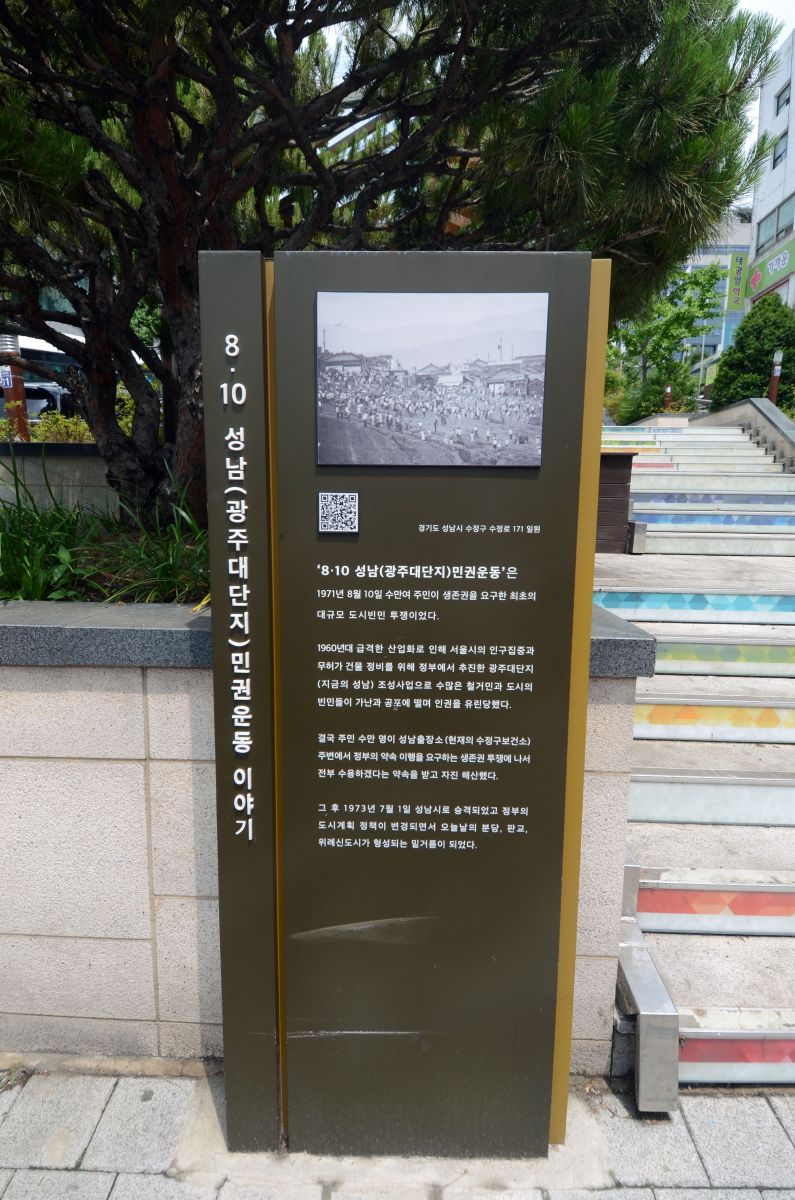 8·10 성남(광주대단지)민권운동 이야기
경기도 성남시 수정구 수정로 171 일원
‘8·10 성남(광주대단지)민권운동’은
1971년 8월 10일 수만여 주민이 생존권을 요구한 최초의
대규모 도시빈민 투쟁이었다.
1960년대 급격한 산업화로 인해 서울시의 인구집중과
무허가 건물 정비를 위해 정부에서 추진한 광주대단지
(지금의 성남) 조성사업으로 수많은 철거민과 도시의
빈민들이 가난과 공포에 떨며 인권을 유린당했다.
결국 주민 수만 명이 성남출장소(현재의 수정구보건소)
주변에서 정부의 약속 이행을 요구하는 생존권 투쟁에 나서
전부 수용하겠다는 약속을 받고 자진 해산했다.
그 후 1973년 7월 1일 성남시로 승격되었고 정부의
도시계획 정책이 변경되면서 오늘날의 분당, 판교,
위례신도시가 형성되는 밑거름이 되었다.
태평양약국